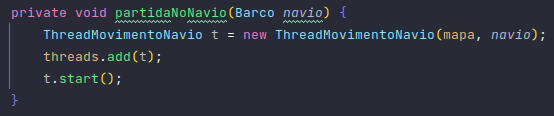 private void partidaNoNavio(Barco navio) {
    ThreadMovimentoNavio t = new ThreadMovimentoNavio(mapa, navio);
    threads.add(t);
    t.start();
}